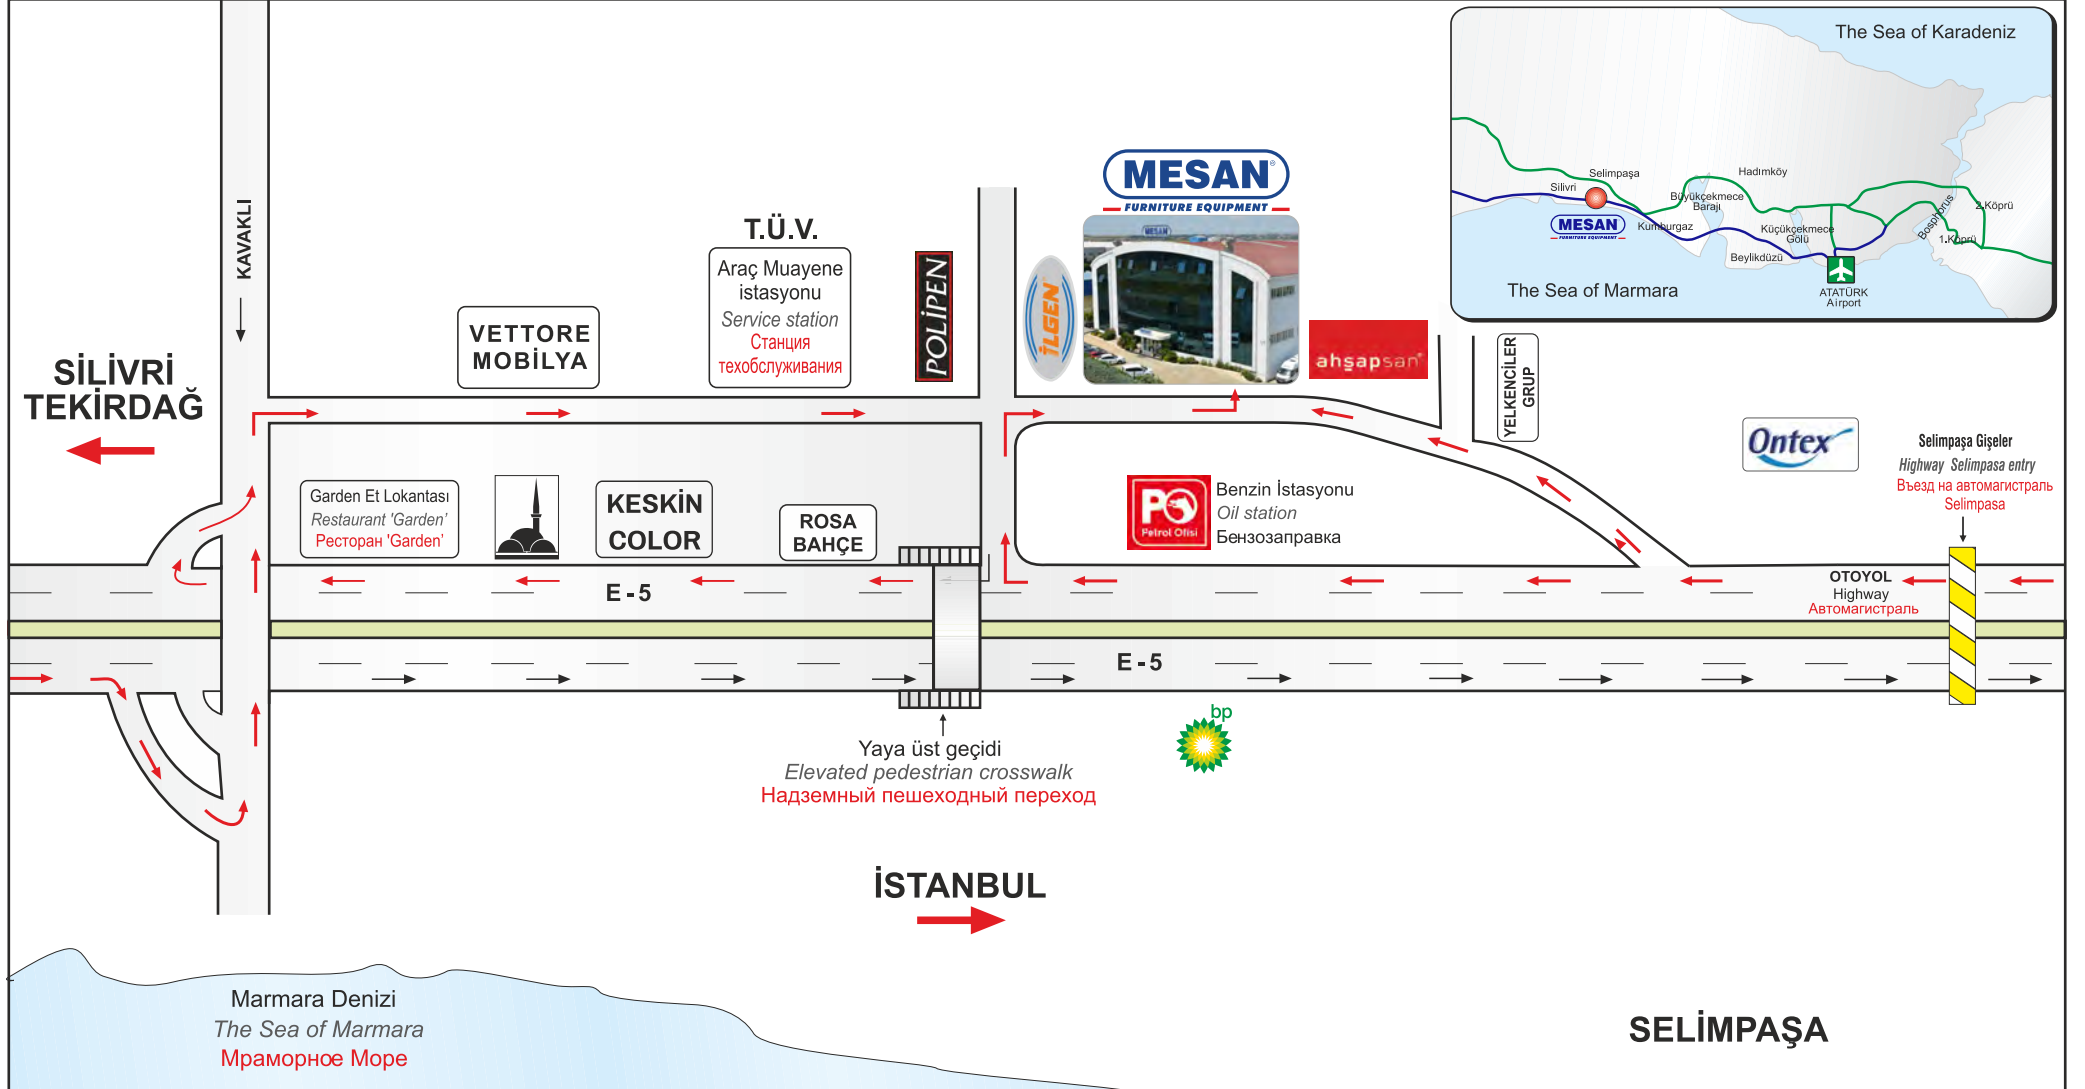 The Sea of Karadeniz
Selimpaşa
Hadımköy
Silivri
Büyükçekmece
Barajı
2.Köprü
MESAN
FURNITURE EQUIPMENT
Kumburgaz
Küçükçekmece
Gölü
Bosphorus
1.Köprü
Beylikdüzü
The Sea of Marmara
ATATÜRK
Airport
MESAN®
FURNITURE EQUIPMENT
MESAN
KAVAKLI
T.Ü.V.
Araç Muayene
istasyonu
Service station
Станция
техобслуживания
POLİPEN
İLGEN
VETTORE
MOBİLYA
ahşapsan
YELKENCİLER
GRUP
SİLİVRİ
TEKİRDAĞ
Ontex
Selimpaşa Gişeler
Highway Selimpasa entry
Въезд на автомагистраль
Selimpasa
Garden Et Lokantası
Restaurant 'Garden'
Ресторан 'Garden'
KESKİN
COLOR
ROSA
BAHÇE
PO
Petrol Ofisi
Benzin İstasyonu
Oil station
Бензозаправка
E - 5
OTOYOL
Highway
Автомагистраль
E - 5
bp
Yaya üst geçidi
Elevated pedestrian crosswalk
Надземный пешеходный переход
İSTANBUL
Marmara Denizi
The Sea of Marmara
Мраморное Море
SELİMPAŞA